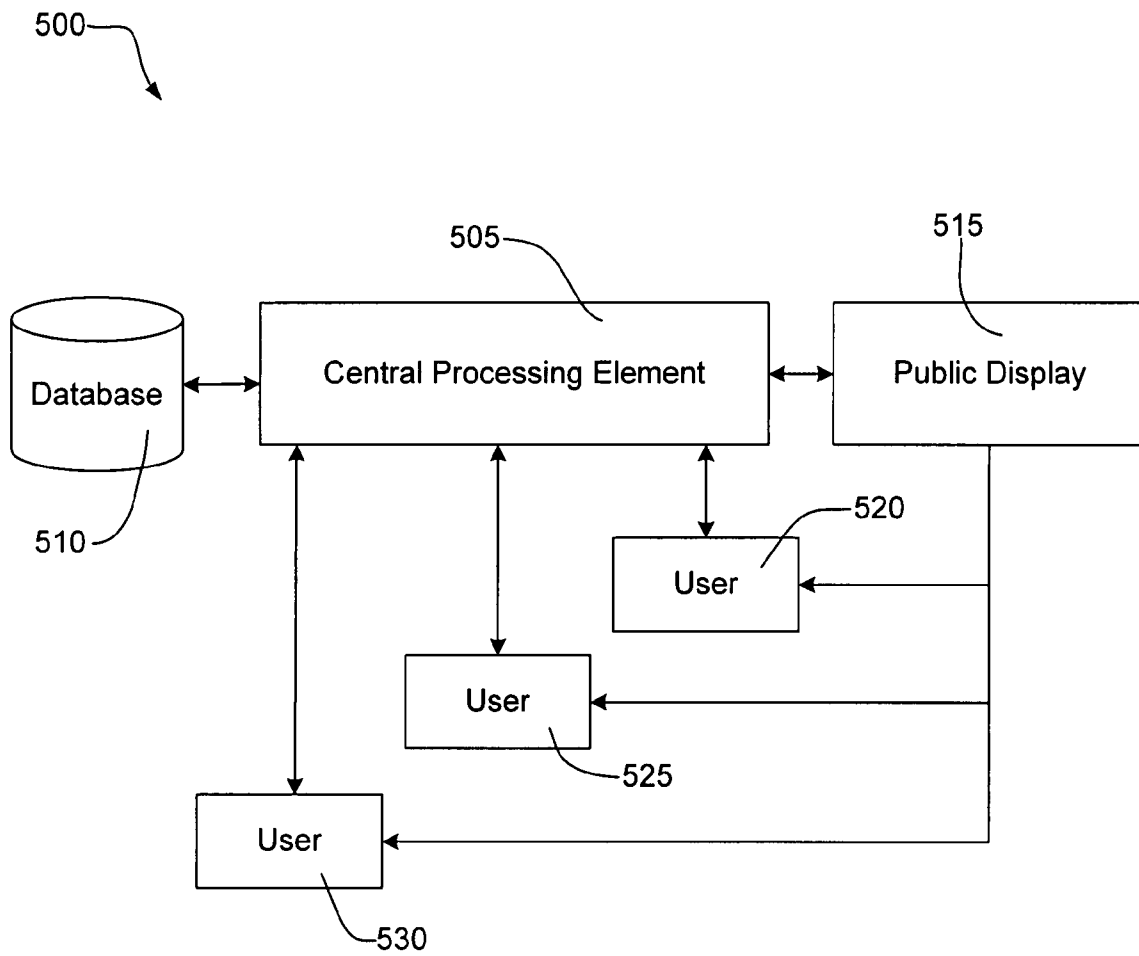 500
505
515
Database
Central Processing Element
Public Display
510
520
User
User
525
User
530